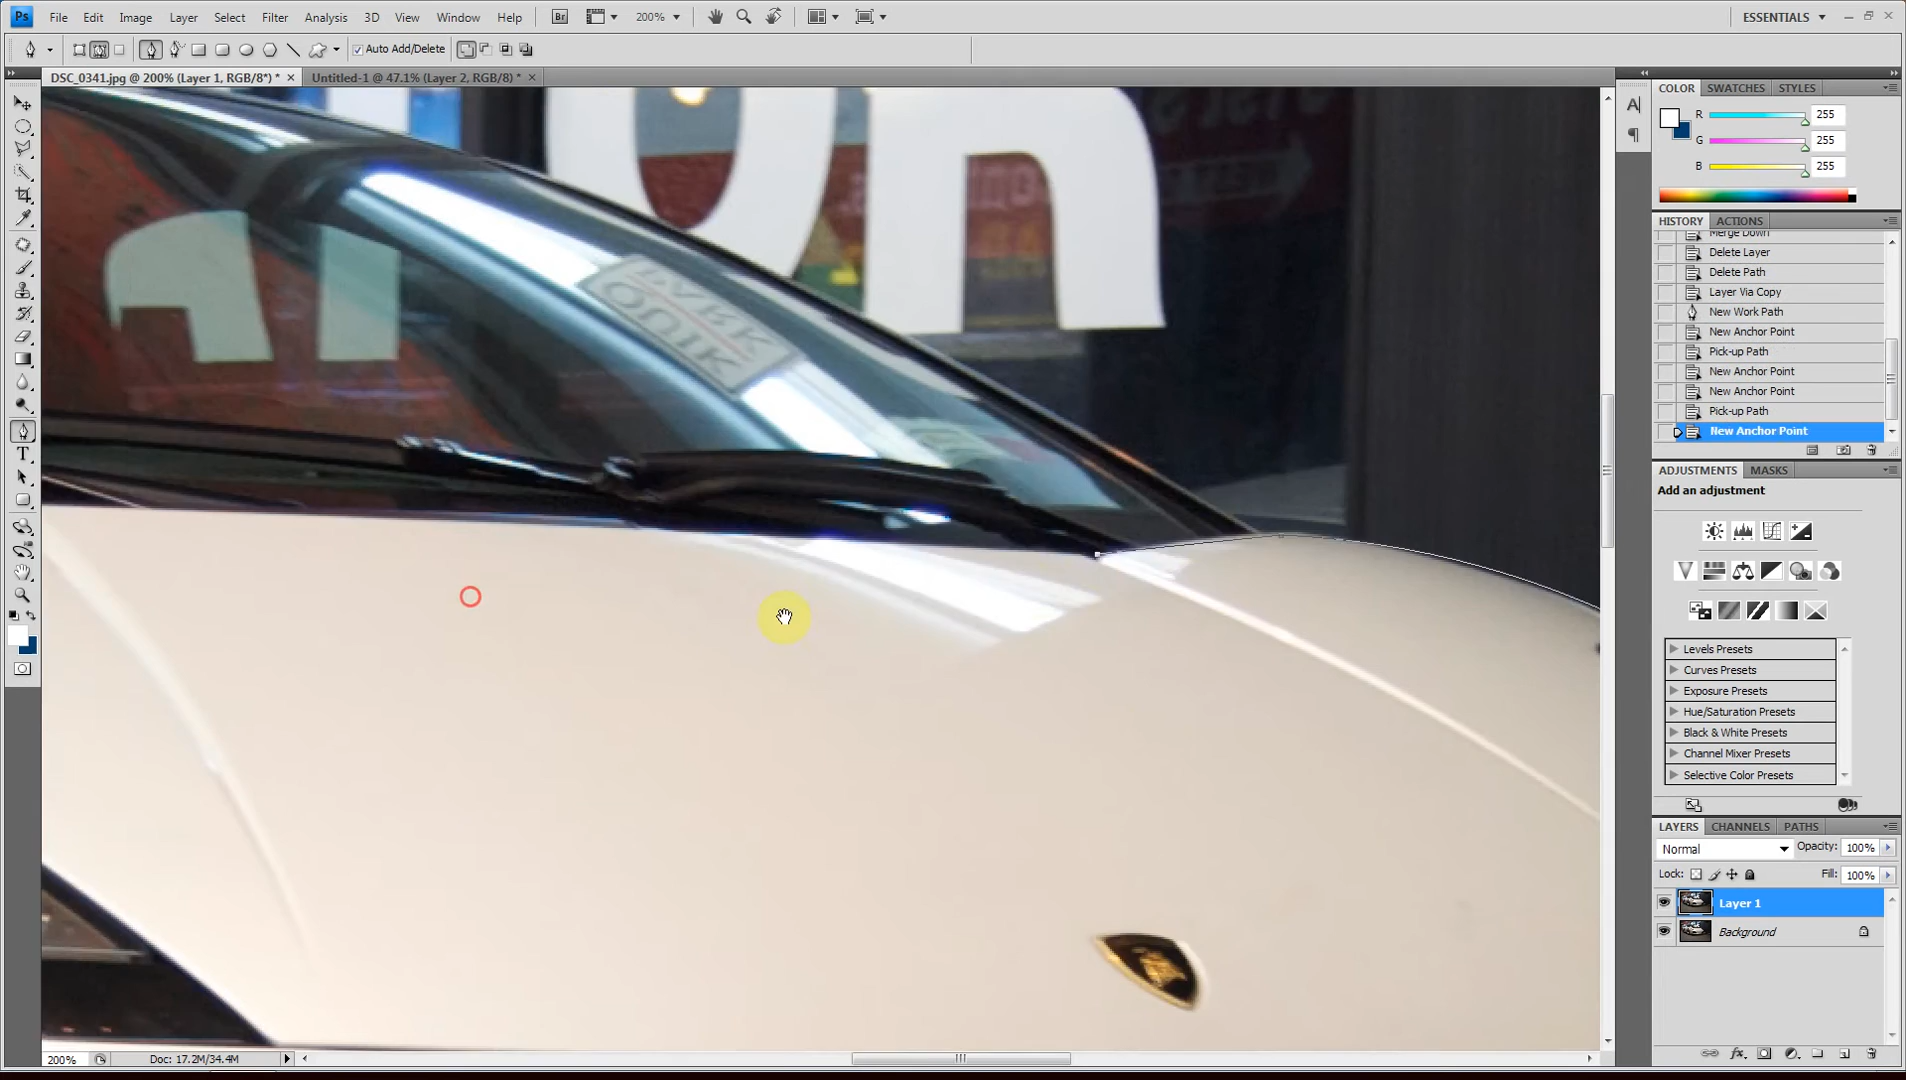 Ps File Edit Image Layer Select Filter Analysis 3D View Window Help Br 200% ESSENTIALS
Auto Add/Delete
DSC_0341.jpg @ 200% (Layer 1, RGB/8*) * × Untitled-1 @ 47.1% (Layer 2, RGB/8) * ×
COLOR SWATCHES STYLES
R 255
G 255
B 255
HISTORY ACTIONS
Merge Down
Delete Layer
Delete Path
Layer Via Copy
New Work Path
New Anchor Point
Pick-up Path
New Anchor Point
New Anchor Point
Pick-up Path
New Anchor Point
ADJUSTMENTS MASKS
Add an adjustment
Levels Presets
Curves Presets
Exposure Presets
Hue/Saturation Presets
Black & White Presets
Channel Mixer Presets
Selective Color Presets
LAYERS CHANNELS PATHS
Normal Opacity: 100%
Lock: Fill: 100%
Layer 1
Background
200% Doc: 17.2M/34.4M